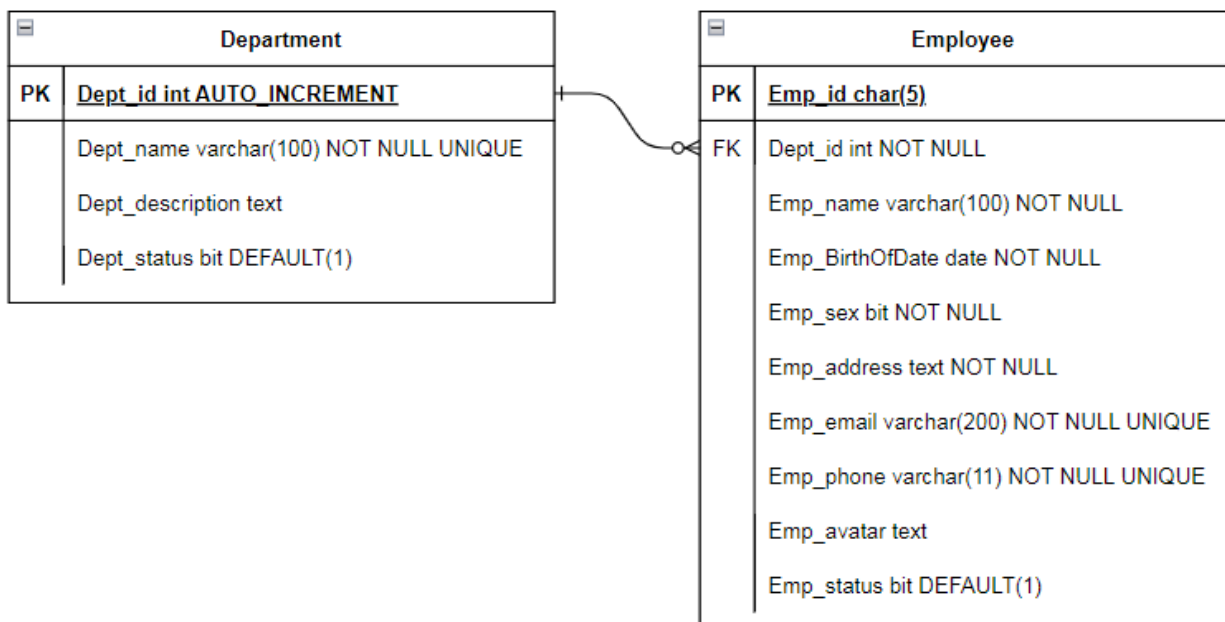 Department
PK Dept_id int AUTO_INCREMENT
Dept_name varchar(100) NOT NULL UNIQUE
Dept_description text
Dept_status bit DEFAULT(1)
Employee
PK Emp_id char(5)
FK Dept_id int NOT NULL
Emp_name varchar(100) NOT NULL
Emp_BirthOfDate date NOT NULL
Emp_sex bit NOT NULL
Emp_address text NOT NULL
Emp_email varchar(200) NOT NULL UNIQUE
Emp_phone varchar(11) NOT NULL UNIQUE
Emp_avatar text
Emp_status bit DEFAULT(1)